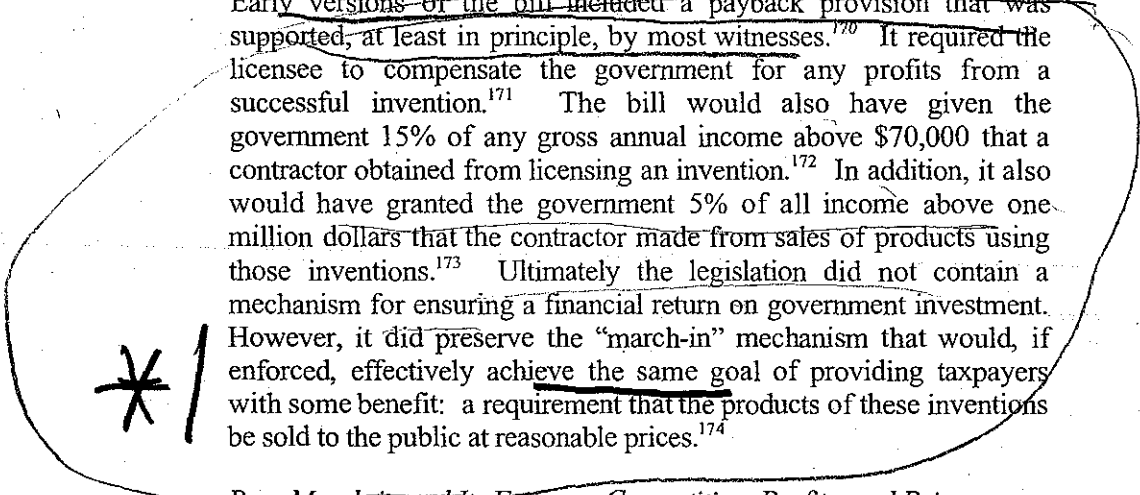 Early versions of the bill included a payback provision that was
supported, at least in principle, by most witnesses.170 It required the
licensee to compensate the government for any profits from a
successful invention.171 The bill would also have given the
government 15% of any gross annual income above $70,000 that a
contractor obtained from licensing an invention.172 In addition, it also
would have granted the government 5% of all income above one
million dollars that the contractor made from sales of products using
those inventions.173 Ultimately the legislation did not contain a
mechanism for ensuring a financial return on government investment.
However, it did preserve the “march-in” mechanism that would, if
enforced, effectively achieve the same goal of providing taxpayers
with some benefit: a requirement that the products of these inventions
be sold to the public at reasonable prices.174
*1